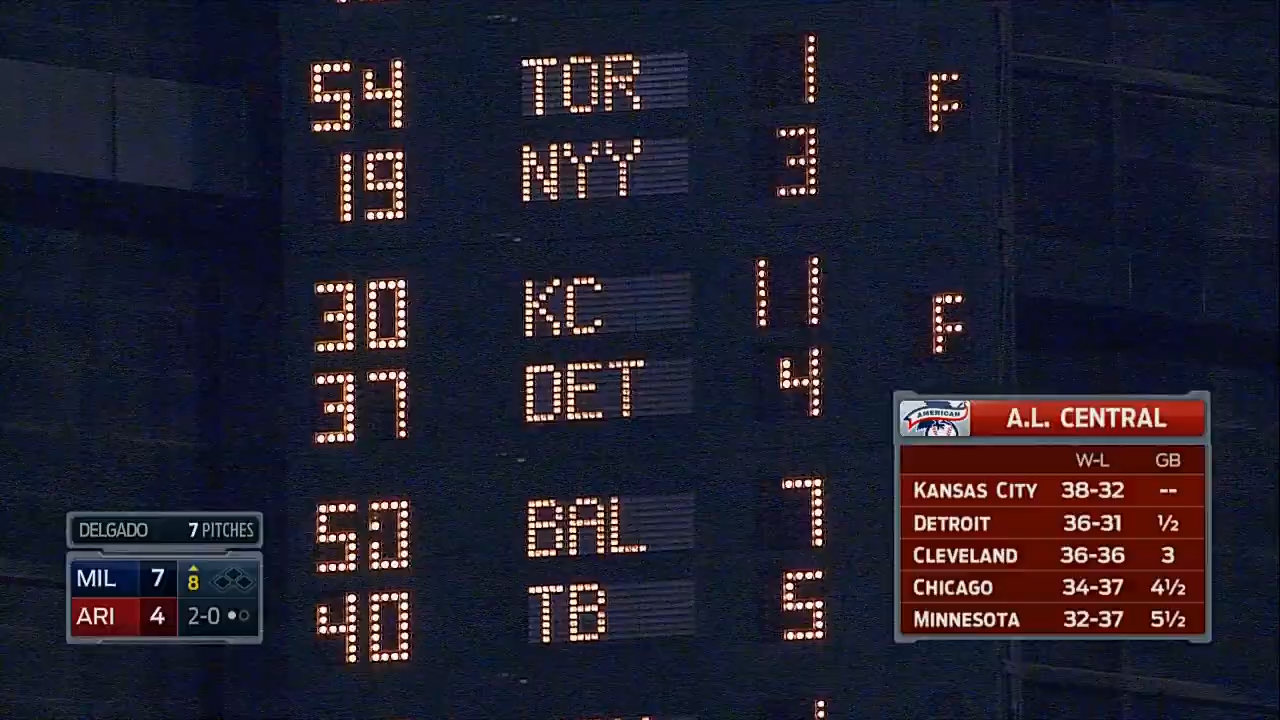 54 TOR 1 F
19 NYY 3
30 KC 11 F
37 DET 4
50 BAL 7
40 TB 5
AMERICAN
A.L. CENTRAL
W-L GB
KANSAS CITY 38-32 --
DETROIT 36-31 ½
CLEVELAND 36-36 3
CHICAGO 34-37 4½
MINNESOTA 32-37 5½
DELGADO 7 PITCHES
MIL 7 8
ARI 4 2-0